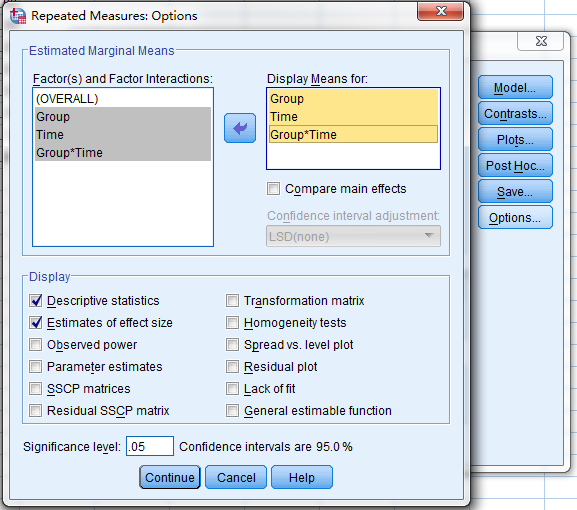 Repeated Measures: Options
Estimated Marginal Means
Factor(s) and Factor Interactions:
(OVERALL)
Group
Time
Group*Time
Display Means for:
Group
Time
Group*Time
Compare main effects
Confidence interval adjustment:
LSD(none)
Display
Descriptive statistics
Estimates of effect size
Observed power
Parameter estimates
SSCP matrices
Residual SSCP matrix
Transformation matrix
Homogeneity tests
Spread vs. level plot
Residual plot
Lack of fit
General estimable function
Significance level: .05 Confidence intervals are 95.0 %
Continue Cancel Help
Model...
Contrasts...
Plots...
Post Hoc...
Save...
Options...